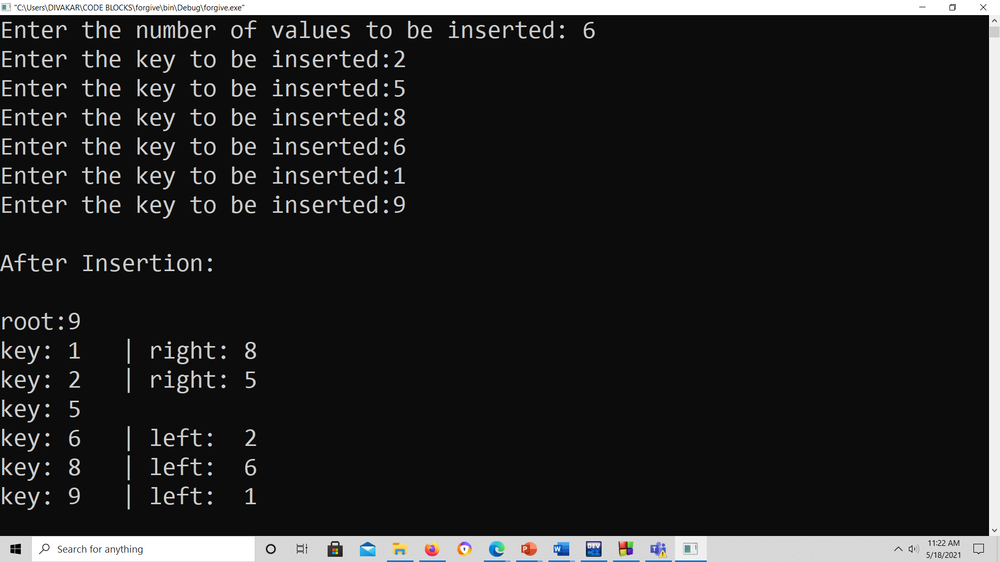 "C:\Users\DIVAKAR\CODE BLOCKS\forgive\bin\Debug\forgive.exe"
Enter the number of values to be inserted: 6
Enter the key to be inserted:2
Enter the key to be inserted:5
Enter the key to be inserted:8
Enter the key to be inserted:6
Enter the key to be inserted:1
Enter the key to be inserted:9
After Insertion:
root:9
key: 1   | right: 8
key: 2   | right: 5
key: 5
key: 6   | left:  2
key: 8   | left:  6
key: 9   | left:  1
Search for anything
P
W
DEV
C++
T
11:22 AM
5/18/2021